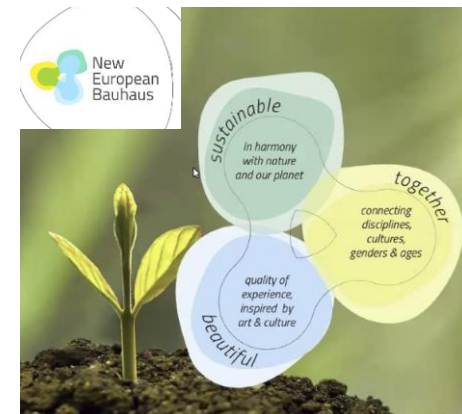 New
European
Bauhaus
sustainable
in harmony
with nature
and our planet
together
connecting
disciplines,
cultures,
genders & ages
quality of
experience,
inspired by
art & culture
beautiful